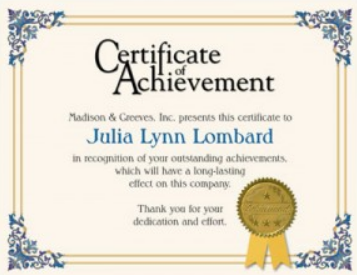 Certificate
of
Achievement
Madison & Greeves, Inc. presents this certificate to
Julia Lynn Lombard
in recognition of your outstanding achievements,
which will have a long-lasting
effect on this company.
Thank you for your
dedication and effort.